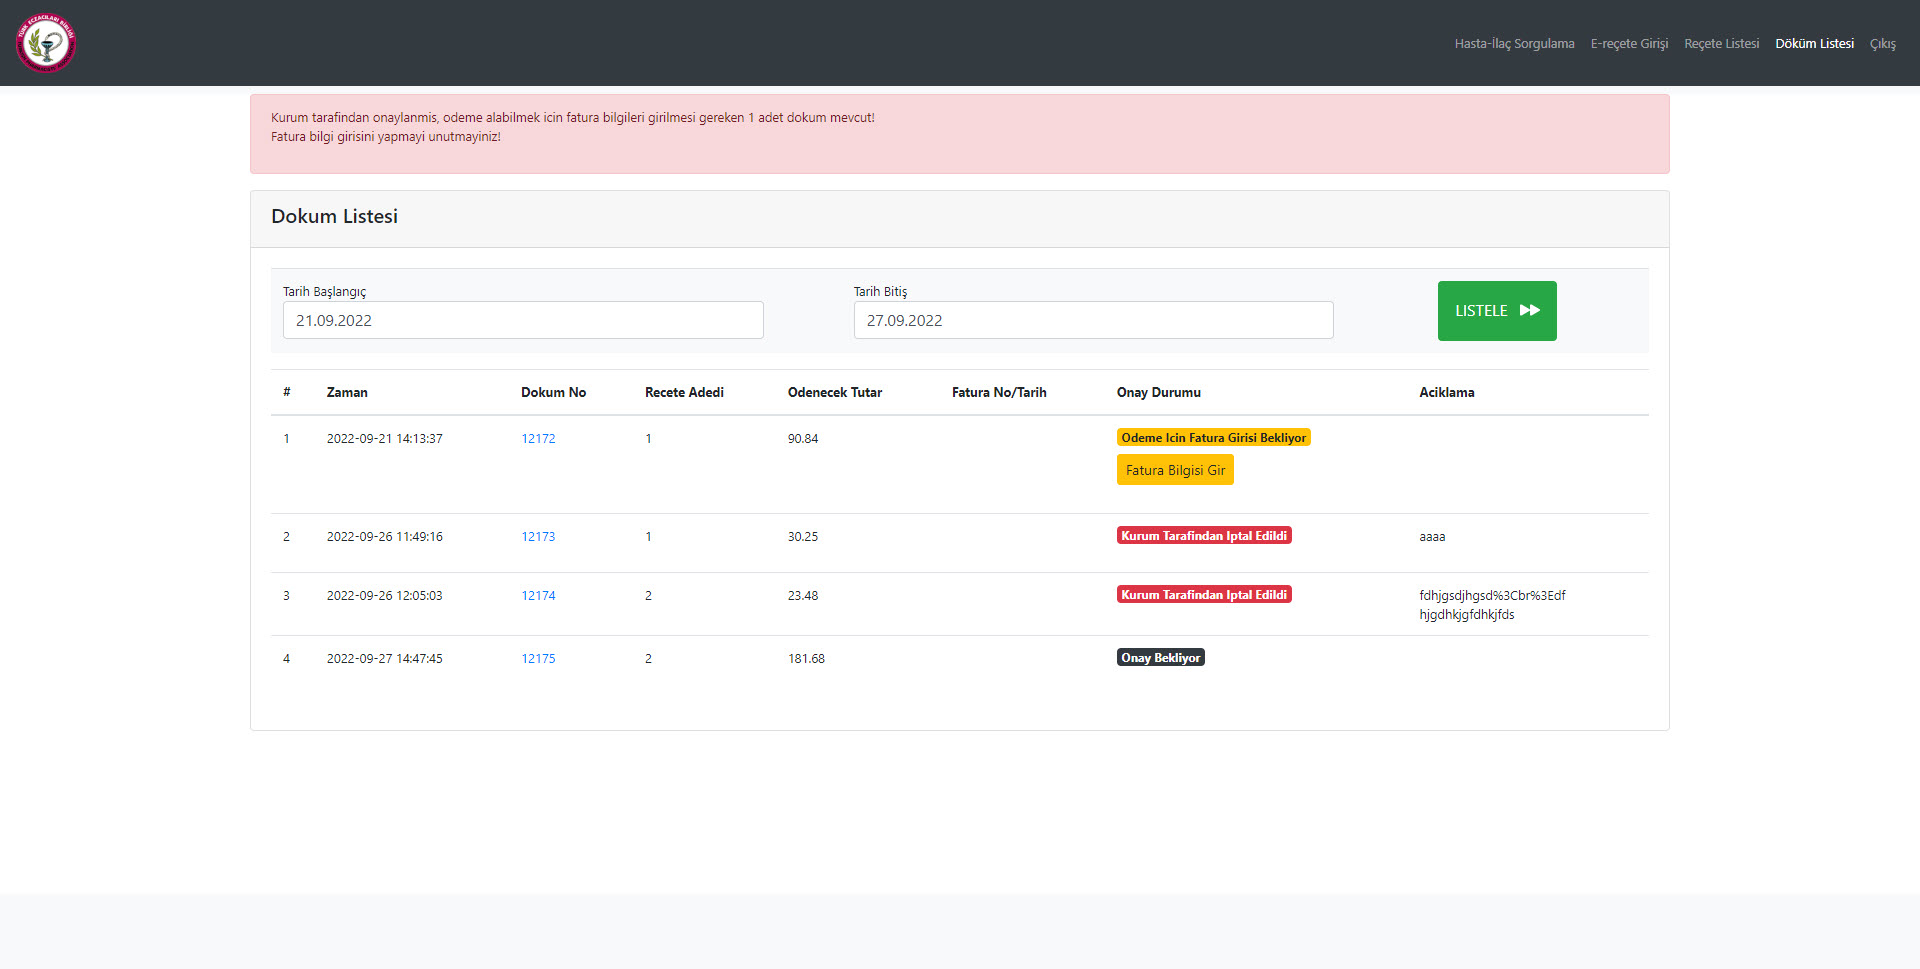 TÜRK ECZACILARI BİRLİĞİ
Hasta-İlaç Sorgulama E-reçete Girişi Reçete Listesi Döküm Listesi Çıkış
Kurum tarafindan onaylanmis, odeme alabilmek icin fatura bilgileri girilmesi gereken 1 adet dokum mevcut!
Fatura bilgi girisini yapmayi unutmayiniz!
Dokum Listesi
Tarih Başlangıç Tarih Bitiş
21.09.2022 27.09.2022 LISTELE
# Zaman Dokum No Recete Adedi Odenecek Tutar Fatura No/Tarih Onay Durumu Aciklama
1 2022-09-21 14:13:37 12172 1 90.84 Odeme Icin Fatura Girisi Bekliyor
Fatura Bilgisi Gir
2 2022-09-26 11:49:16 12173 1 30.25 Kurum Tarafindan Iptal Edildi aaaa
3 2022-09-26 12:05:03 12174 2 23.48 Kurum Tarafindan Iptal Edildi fdhjgsdjhgsd%3Cbr%3Edf
hjgdhkjgfdhkjfds
4 2022-09-27 14:47:45 12175 2 181.68 Onay Bekliyor